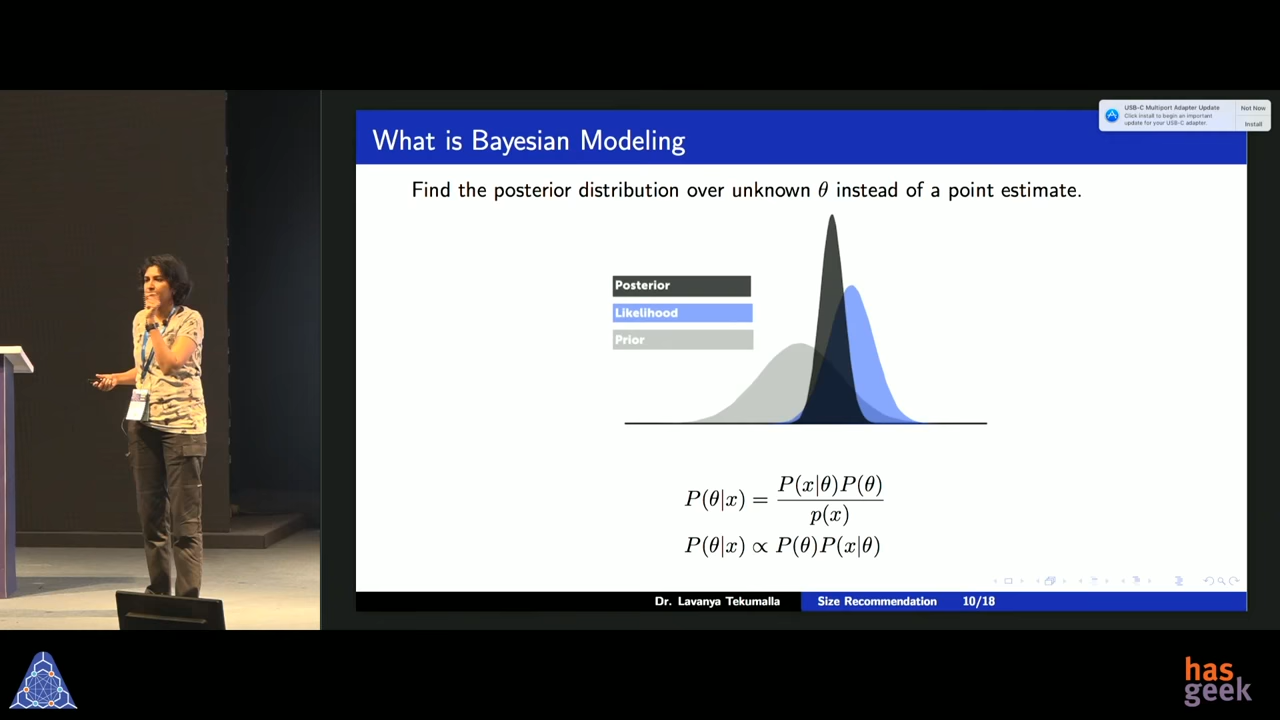 USB-C Multiport Adapter Update
Click install to begin an important
update for your USB-C adapter.
Not Now
Install
What is Bayesian Modeling
Find the posterior distribution over unknown θ instead of a point estimate.
Posterior
Likelihood
Prior
P(θ|x) = P(x|θ)P(θ) / p(x)
P(θ|x) ∝ P(θ)P(x|θ)
Dr. Lavanya Tekumalla Size Recommendation 10/18
has
geek